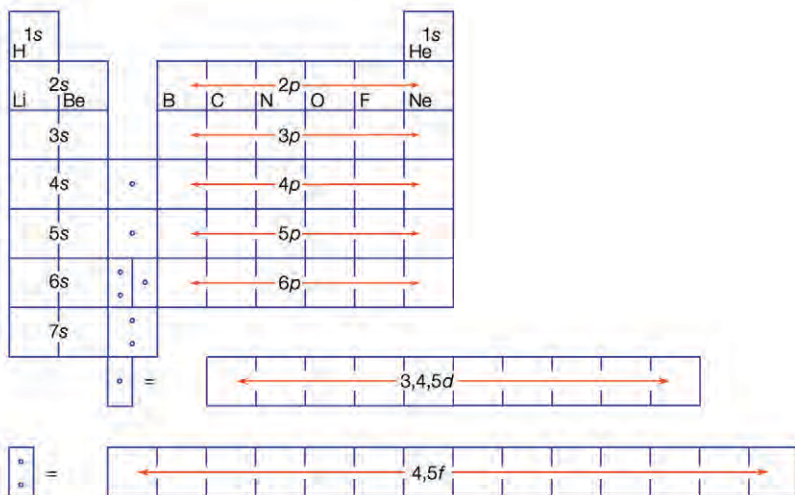 1s 1s
H He
2s 2p
Li Be B C N O F Ne
3s 3p
4s 4p
5s 5p
6s 6p
7s
= 3,4,5d
= 4,5f